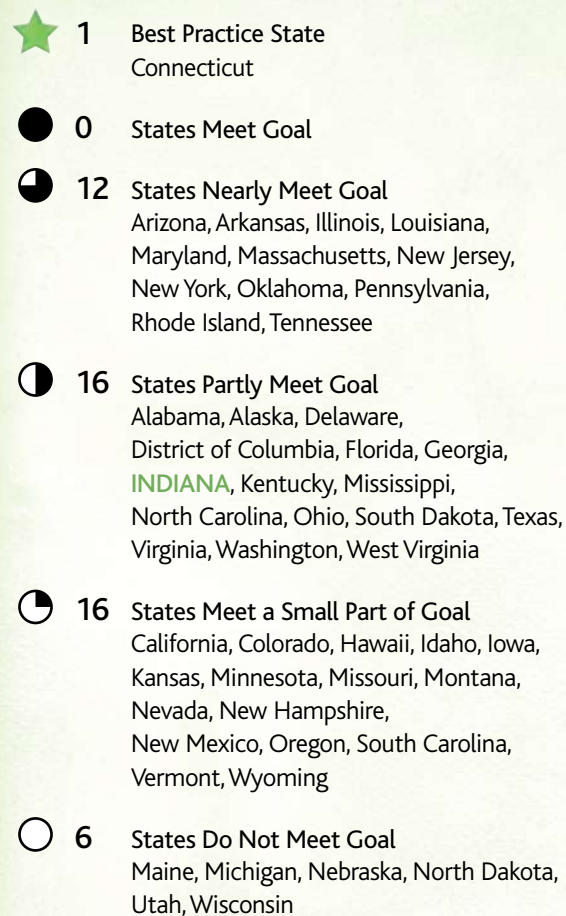 1 Best Practice State
Connecticut
0 States Meet Goal
12 States Nearly Meet Goal
Arizona, Arkansas, Illinois, Louisiana,
Maryland, Massachusetts, New Jersey,
New York, Oklahoma, Pennsylvania,
Rhode Island, Tennessee
16 States Partly Meet Goal
Alabama, Alaska, Delaware,
District of Columbia, Florida, Georgia,
INDIANA, Kentucky, Mississippi,
North Carolina, Ohio, South Dakota, Texas,
Virginia, Washington, West Virginia
16 States Meet a Small Part of Goal
California, Colorado, Hawaii, Idaho, Iowa,
Kansas, Minnesota, Missouri, Montana,
Nevada, New Hampshire,
New Mexico, Oregon, South Carolina,
Vermont, Wyoming
6 States Do Not Meet Goal
Maine, Michigan, Nebraska, North Dakota,
Utah, Wisconsin